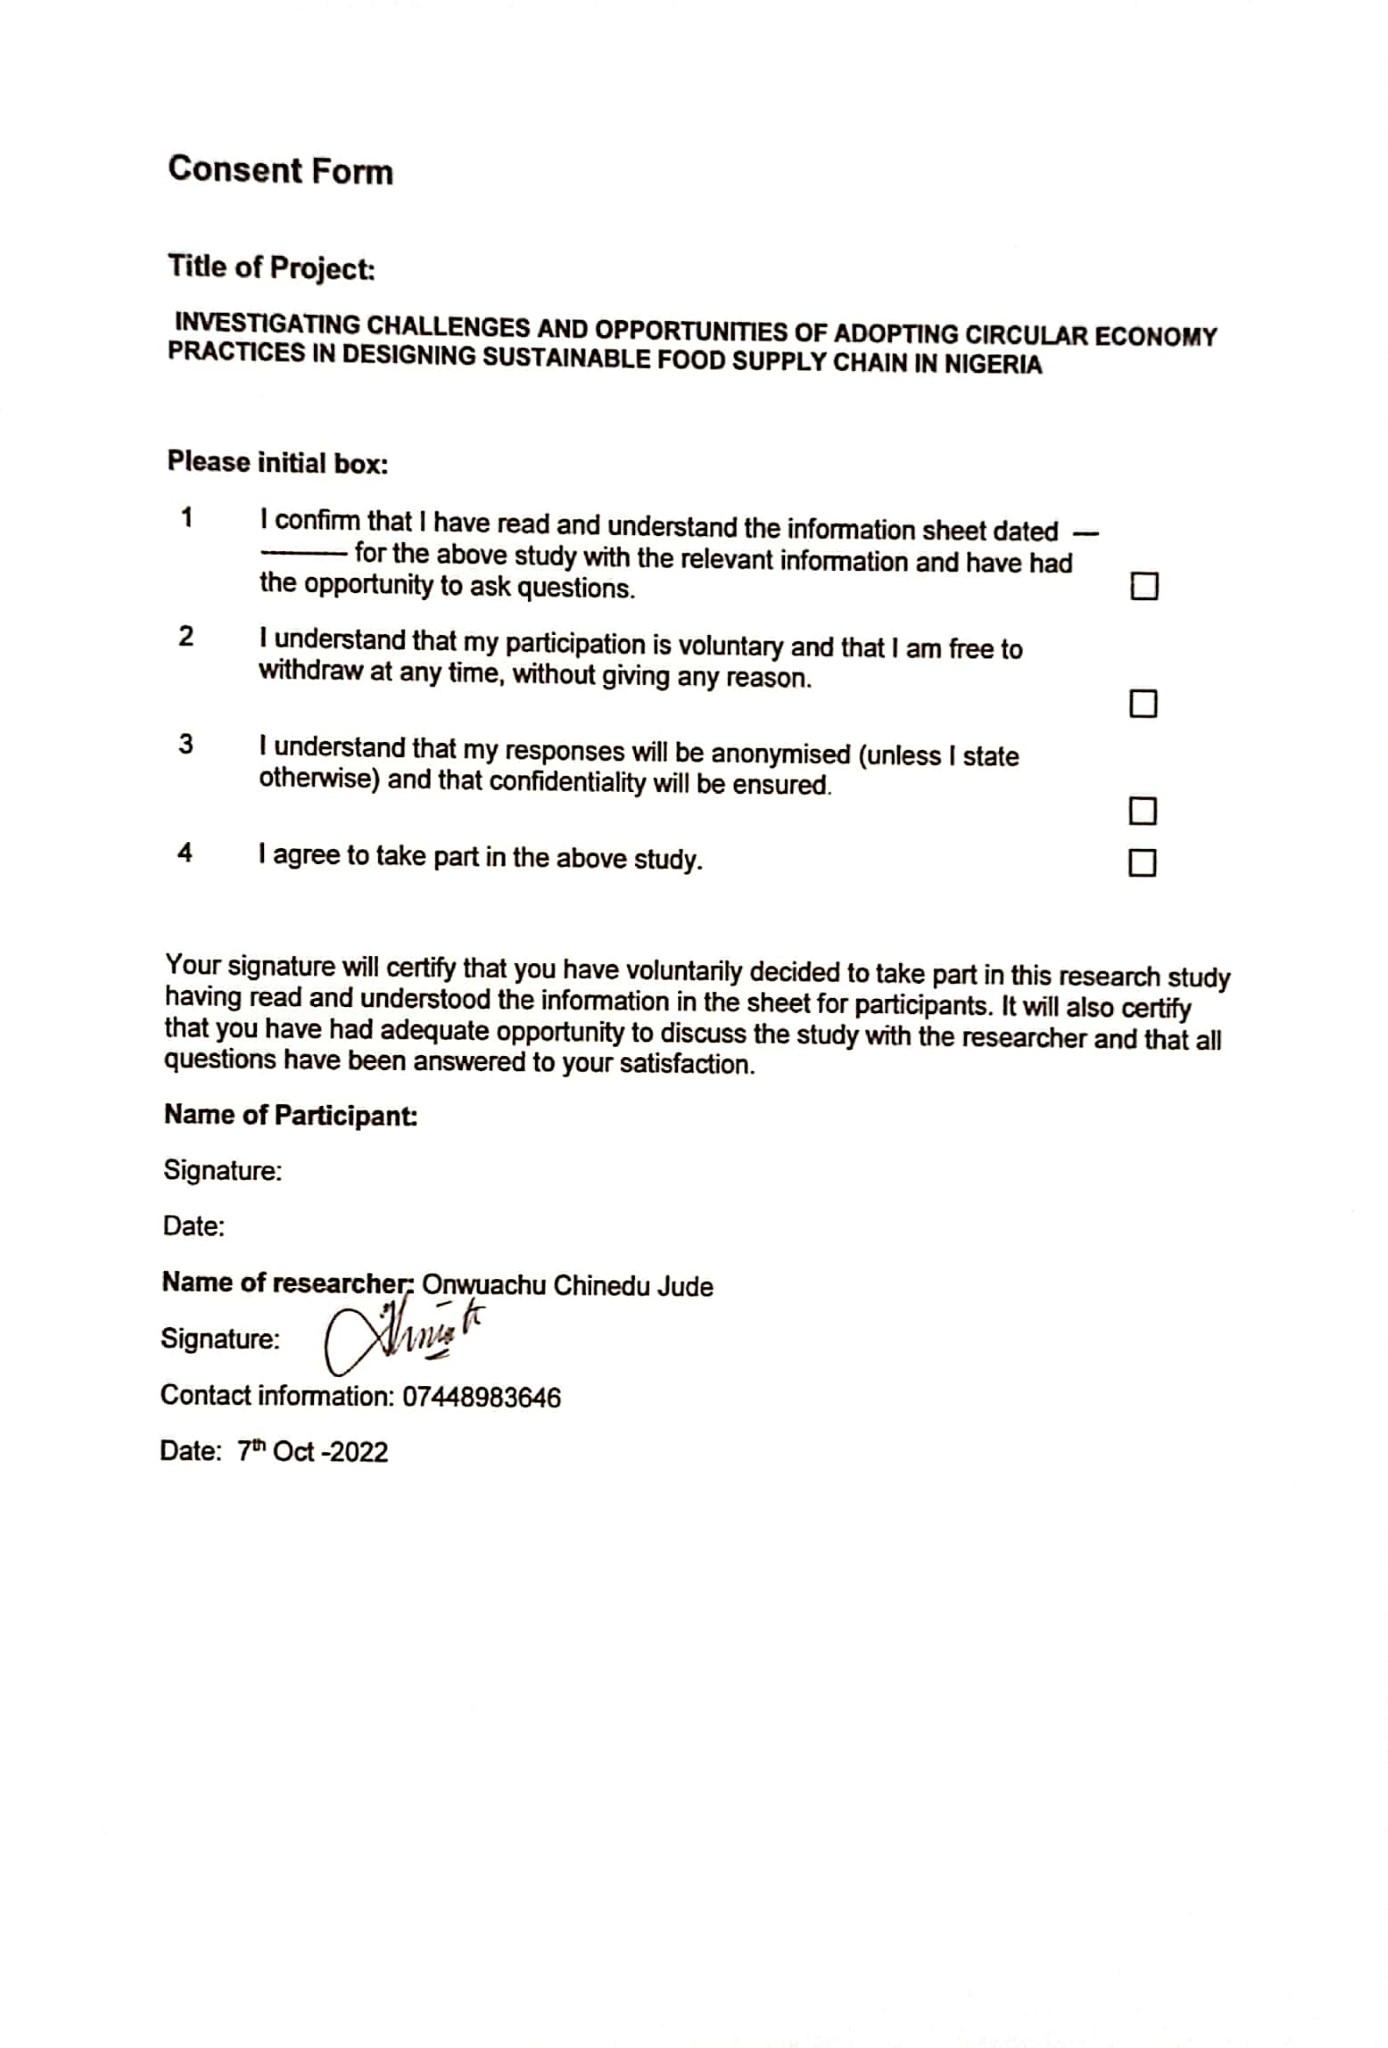 Consent Form
Title of Project:
INVESTIGATING CHALLENGES AND OPPORTUNITIES OF ADOPTING CIRCULAR ECONOMY
PRACTICES IN DESIGNING SUSTAINABLE FOOD SUPPLY CHAIN IN NIGERIA
Please initial box:
1 I confirm that I have read and understand the information sheet dated —
——— for the above study with the relevant information and have had
the opportunity to ask questions. ☐
2 I understand that my participation is voluntary and that I am free to
withdraw at any time, without giving any reason.
☐
3 I understand that my responses will be anonymised (unless I state
otherwise) and that confidentiality will be ensured.
☐
4 I agree to take part in the above study. ☐
Your signature will certify that you have voluntarily decided to take part in this research study
having read and understood the information in the sheet for participants. It will also certify
that you have had adequate opportunity to discuss the study with the researcher and that all
questions have been answered to your satisfaction.
Name of Participant:
Signature:
Date:
Name of researcher: Onwuachu Chinedu Jude
Signature:
Contact information: 07448983646
Date: 7th Oct -2022